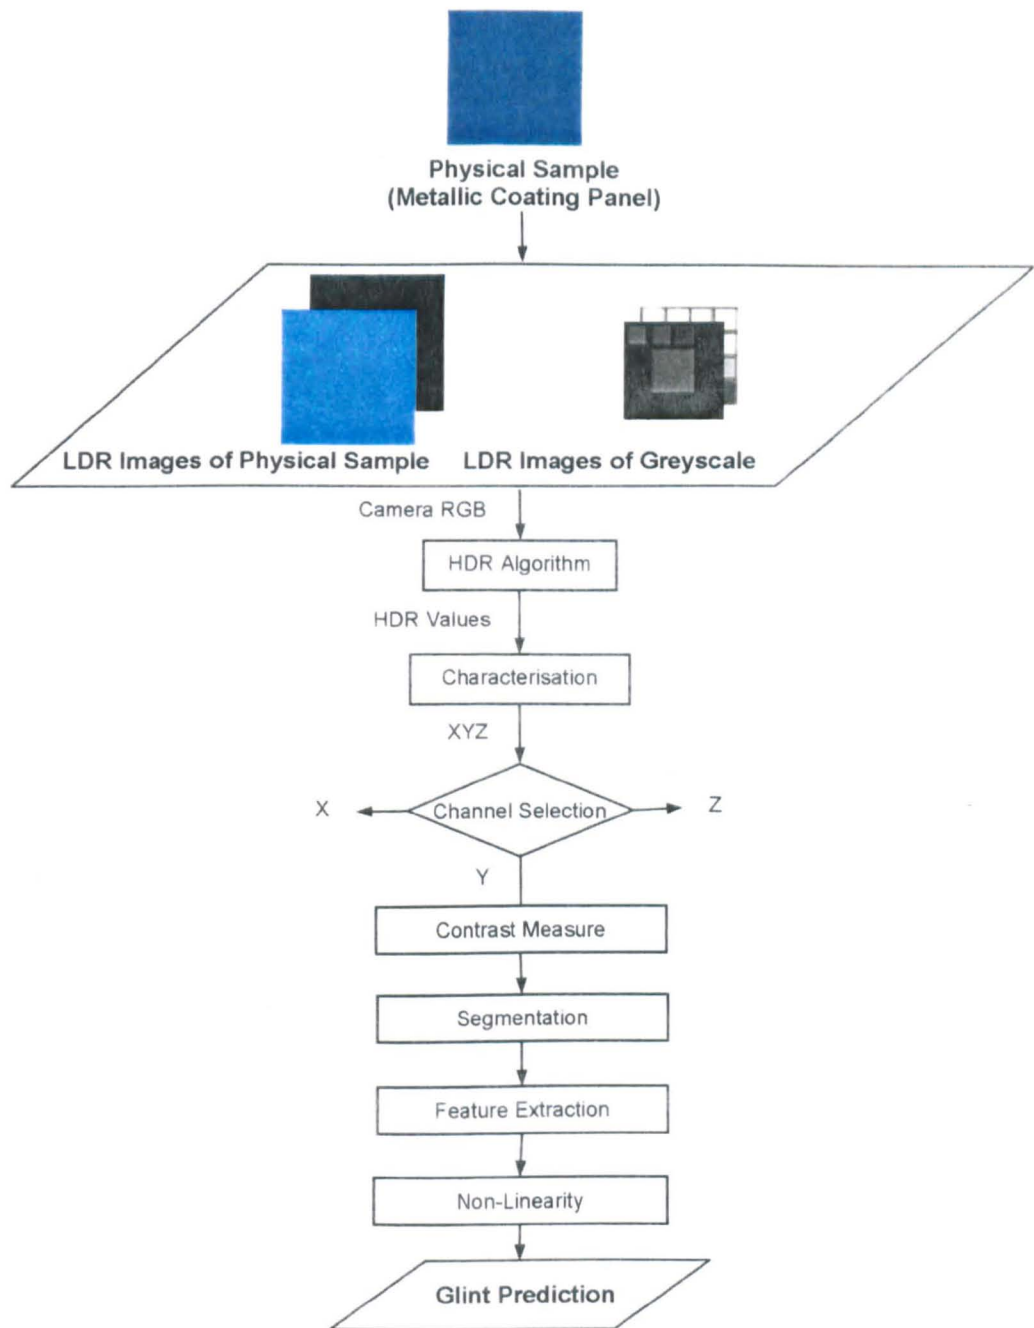 Physical Sample
(Metallic Coating Panel)
LDR Images of Physical Sample
LDR Images of Greyscale
Camera RGB
HDR Algorithm
HDR Values
Characterisation
XYZ
X
Channel Selection
Z
Y
Contrast Measure
Segmentation
Feature Extraction
Non-Linearity
Glint Prediction